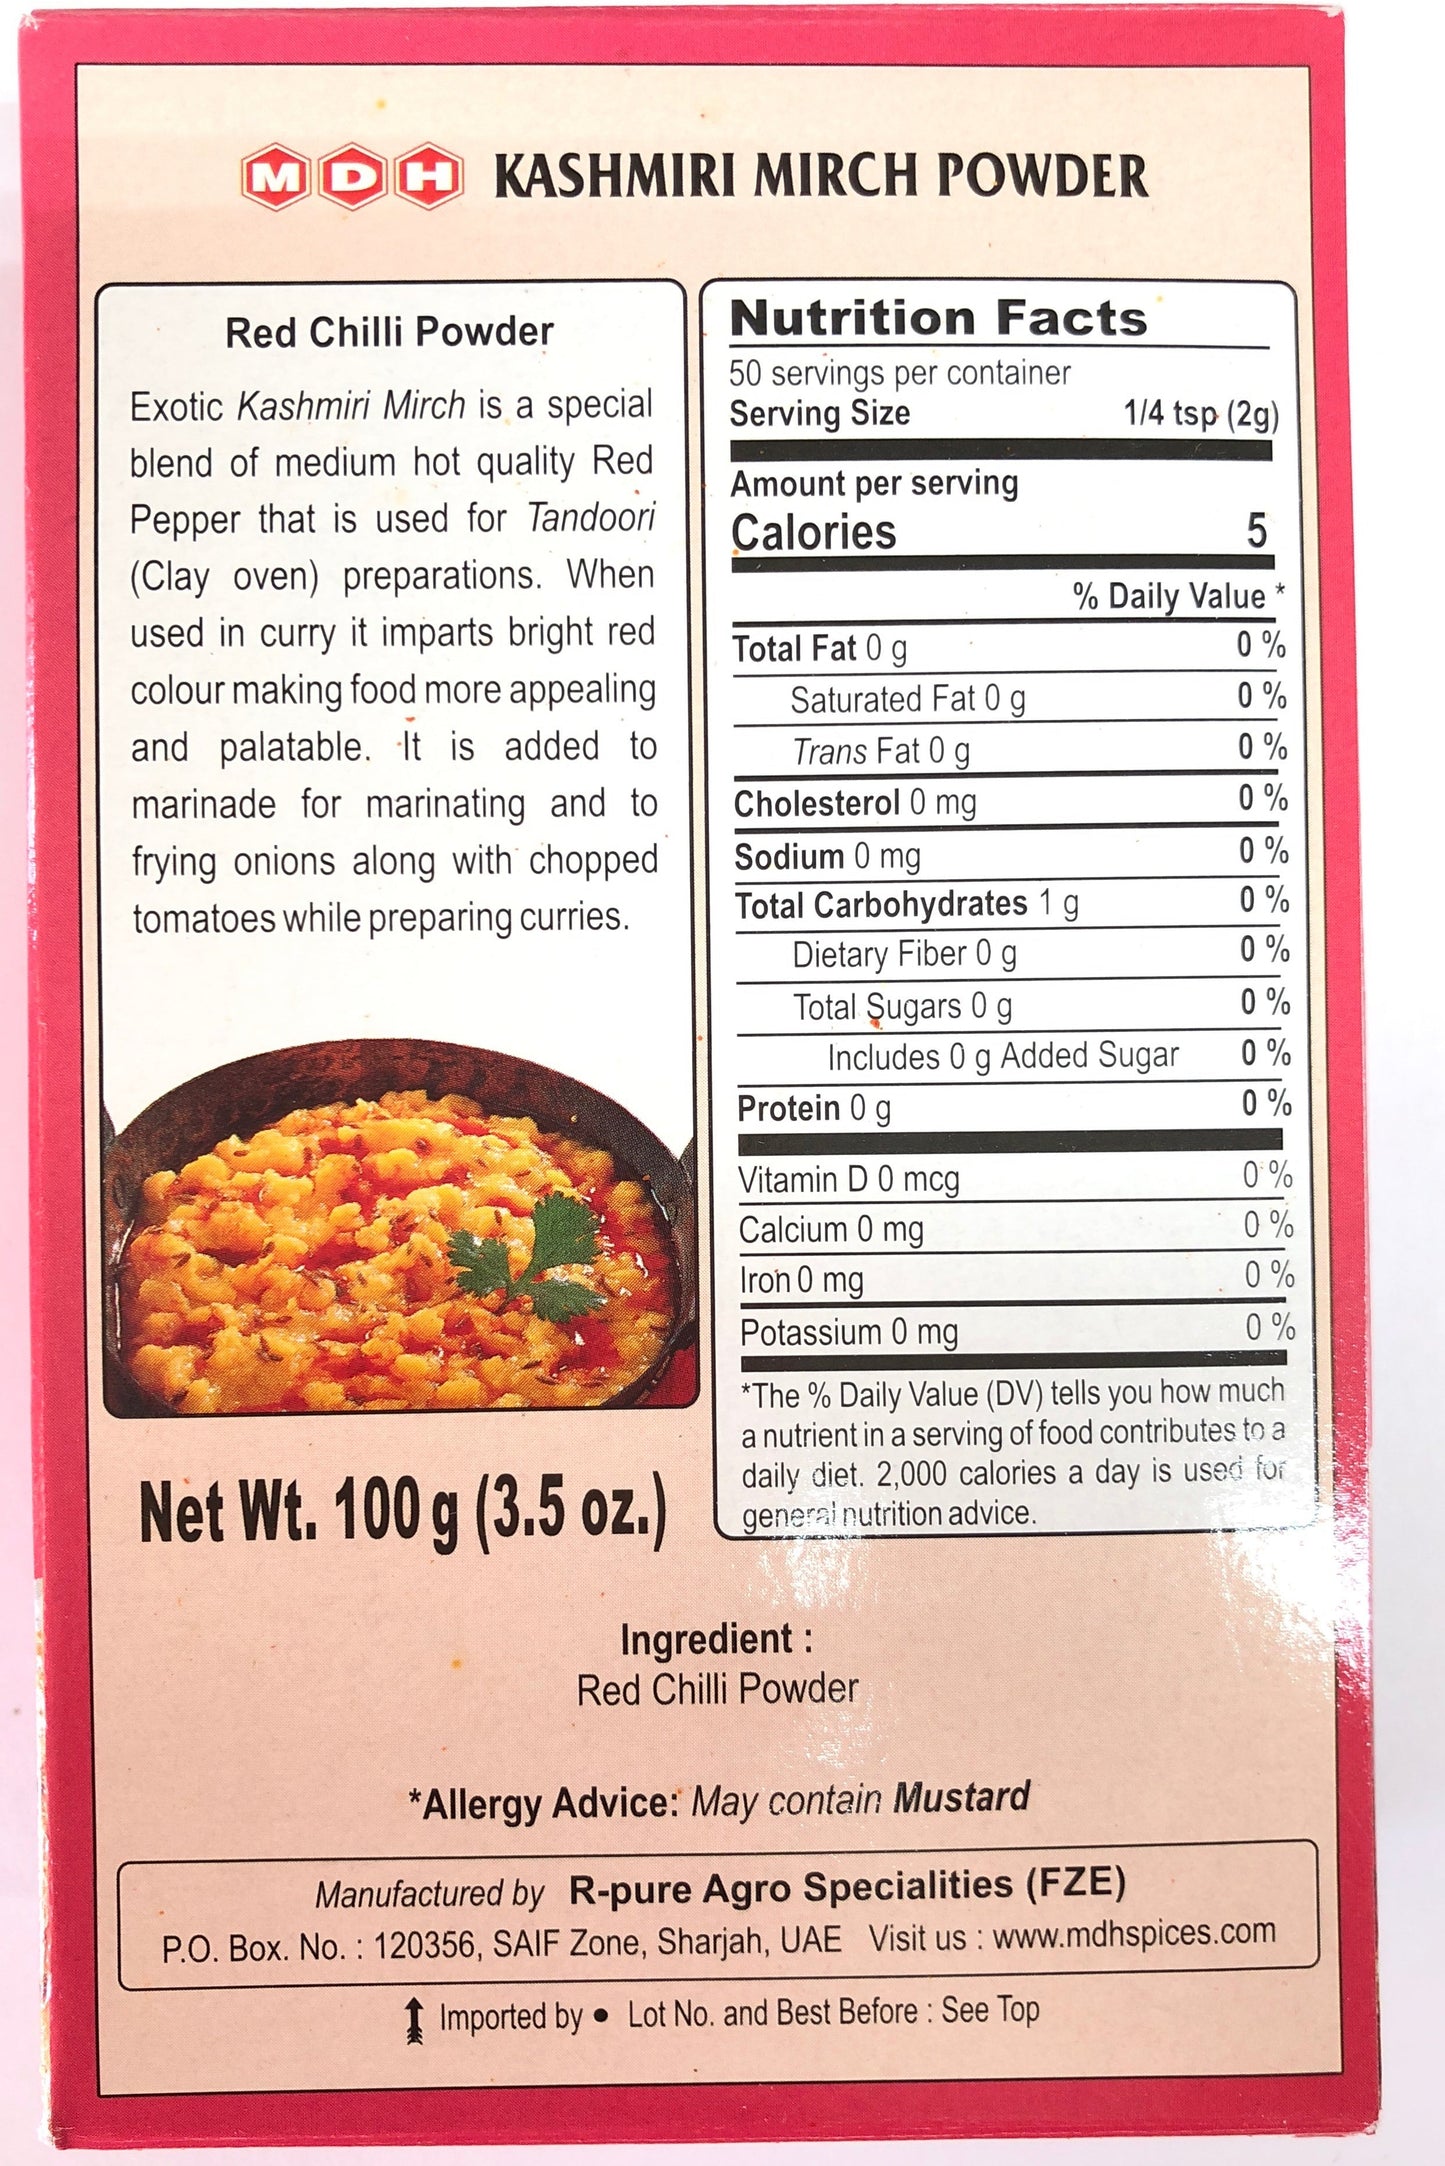 MDH KASHMIRI MIRCH POWDER
Red Chilli Powder
Exotic Kashmiri Mirch is a special
blend of medium hot quality Red
Pepper that is used for Tandoori
(Clay oven) preparations. When
used in curry it imparts bright red
colour making food more appealing
and palatable. It is added to
marinade for marinating and to
frying onions along with chopped
tomatoes while preparing curries.
Net Wt. 100 g (3.5 oz.)
Nutrition Facts
50 servings per container
Serving Size 1/4 tsp (2g)
Amount per serving
Calories 5
% Daily Value *
Total Fat 0 g 0 %
Saturated Fat 0 g 0 %
Trans Fat 0 g 0 %
Cholesterol 0 mg 0 %
Sodium 0 mg 0 %
Total Carbohydrates 1 g 0 %
Dietary Fiber 0 g 0 %
Total Sugars 0 g 0 %
Includes 0 g Added Sugar 0 %
Protein 0 g 0 %
Vitamin D 0 mcg 0 %
Calcium 0 mg 0 %
Iron 0 mg 0 %
Potassium 0 mg 0 %
*The % Daily Value (DV) tells you how much
a nutrient in a serving of food contributes to a
daily diet. 2,000 calories a day is used for
general nutrition advice.
Ingredient :
Red Chilli Powder
*Allergy Advice: May contain Mustard
Manufactured by R-pure Agro Specialities (FZE)
P.O. Box. No. : 120356, SAIF Zone, Sharjah, UAE Visit us : www.mdhspices.com
Imported by • Lot No. and Best Before : See Top